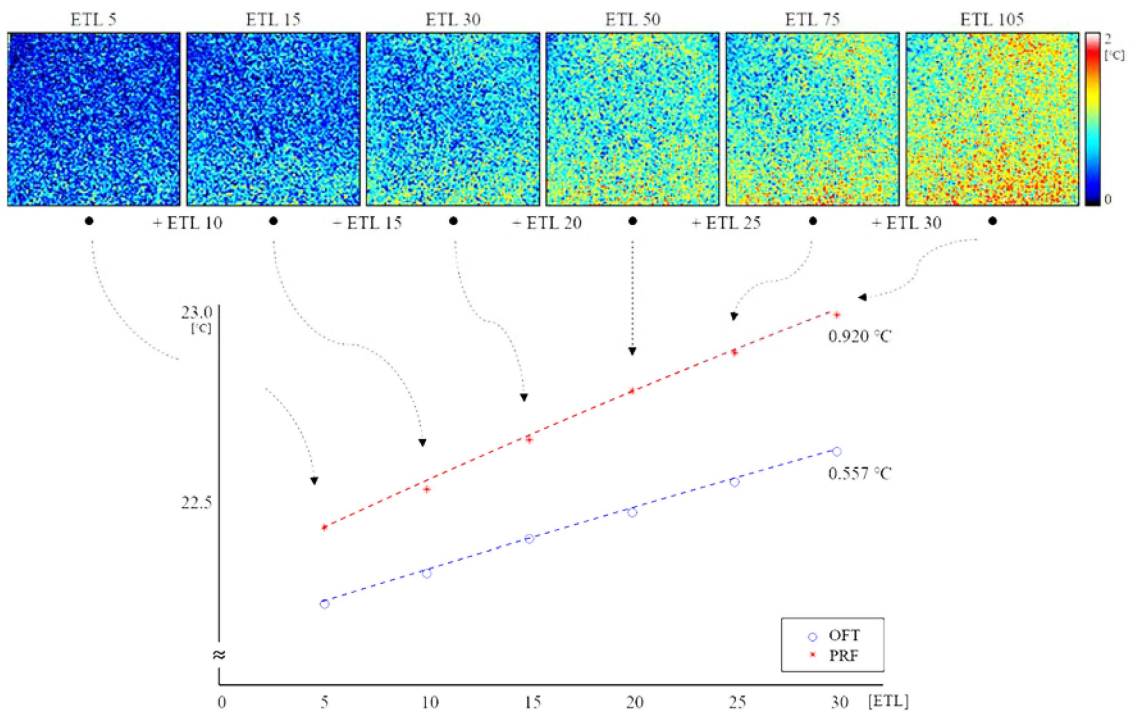 ETL 5 ETL 15 ETL 30 ETL 50 ETL 75 ETL 105
2
[°C]
0
+ ETL 10 + ETL 15 + ETL 20 + ETL 25 + ETL 30
23.0
[°C]
0.920 °C
0.557 °C
22.5
OFT
PRF
≈
0 5 10 15 20 25 30 [ETL]